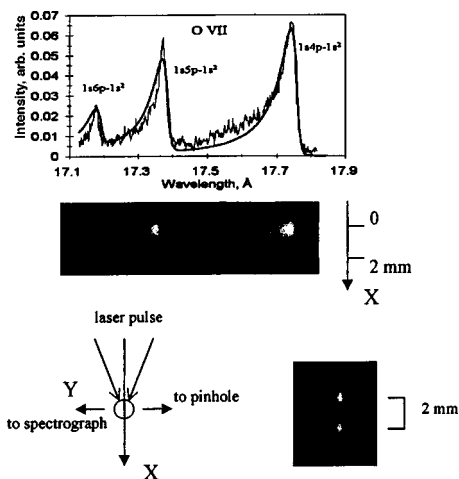 O VII
Intensity, arb. units
0.07
0.06
0.05
0.04
0.03
0.02
0.01
0
1s6p-1s²
1s5p-1s²
1s4p-1s²
17.1 17.3 17.5 17.7 17.9
Wavelength, Å
0
2 mm
X
laser pulse
Y
to pinhole
to spectrograph
X
2 mm